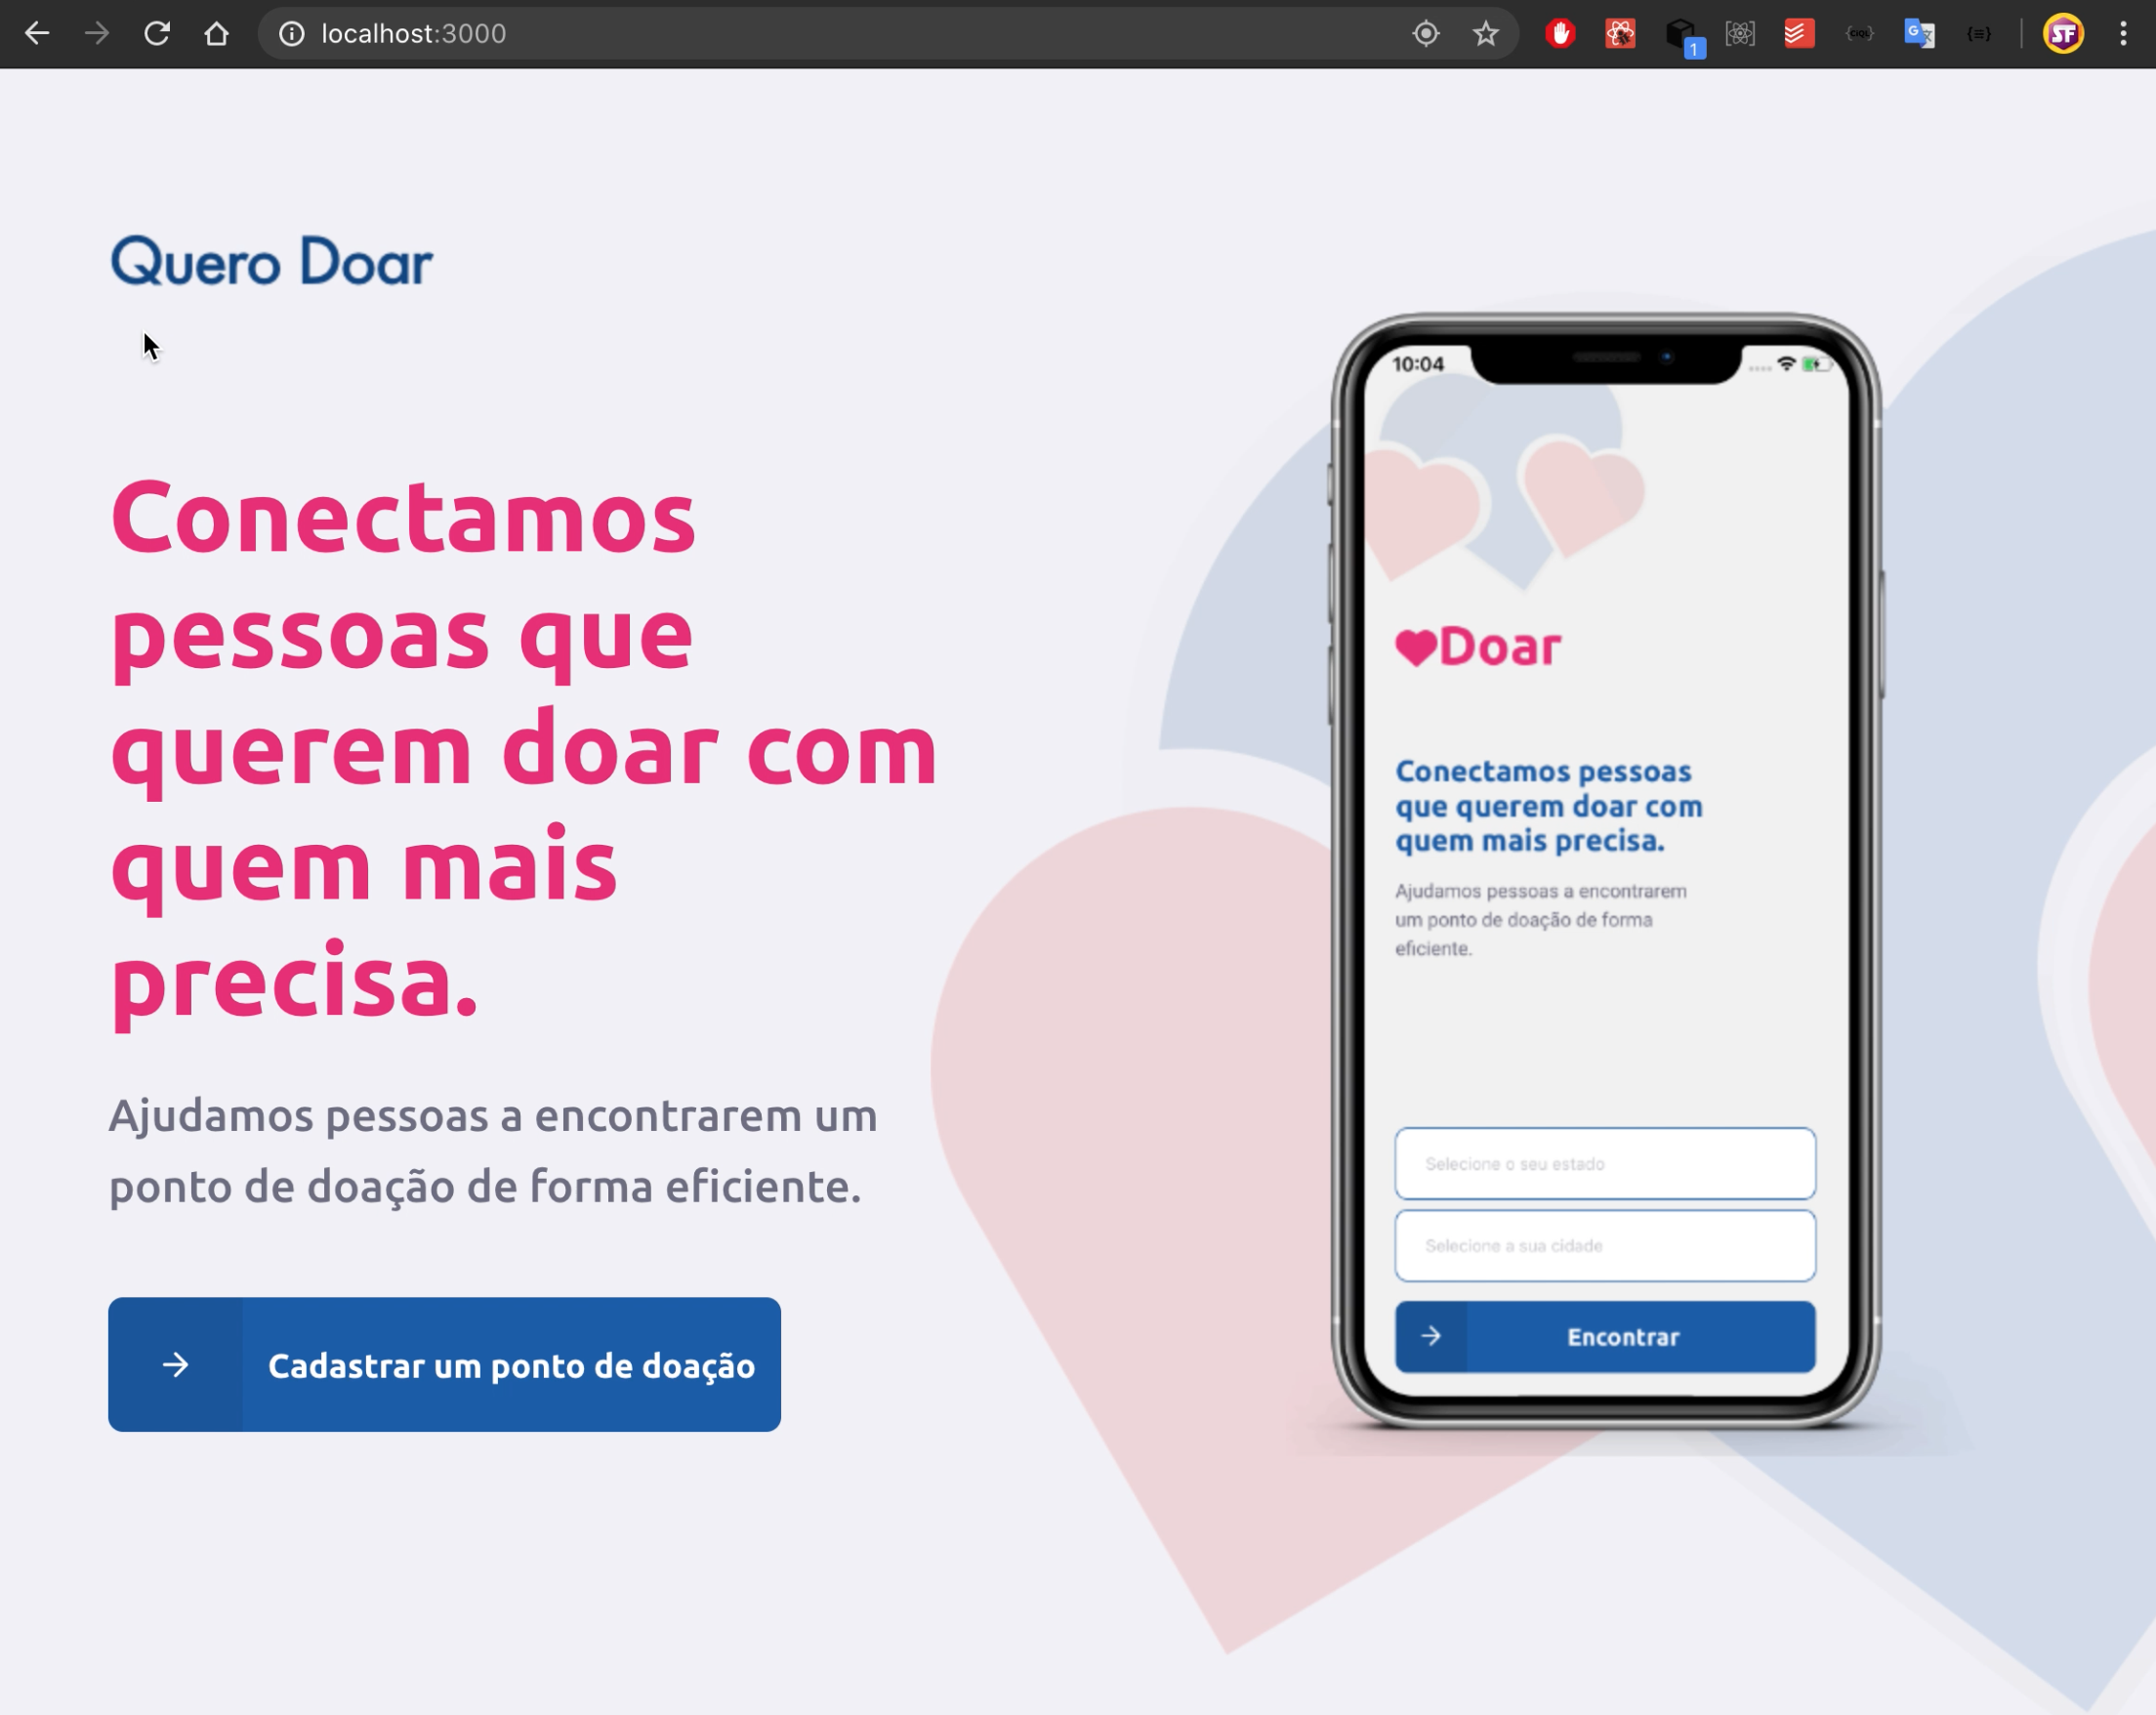 localhost:3000
1
SF
Quero Doar
Conectamos
pessoas que
querem doar com
quem mais
precisa.
Ajudamos pessoas a encontrarem um
ponto de doação de forma eficiente.
Cadastrar um ponto de doação
10:04
Doar
Conectamos pessoas
que querem doar com
quem mais precisa.
Ajudamos pessoas a encontrarem
um ponto de doação de forma
eficiente.
Selecione o seu estado
Selecione a sua cidade
Encontrar